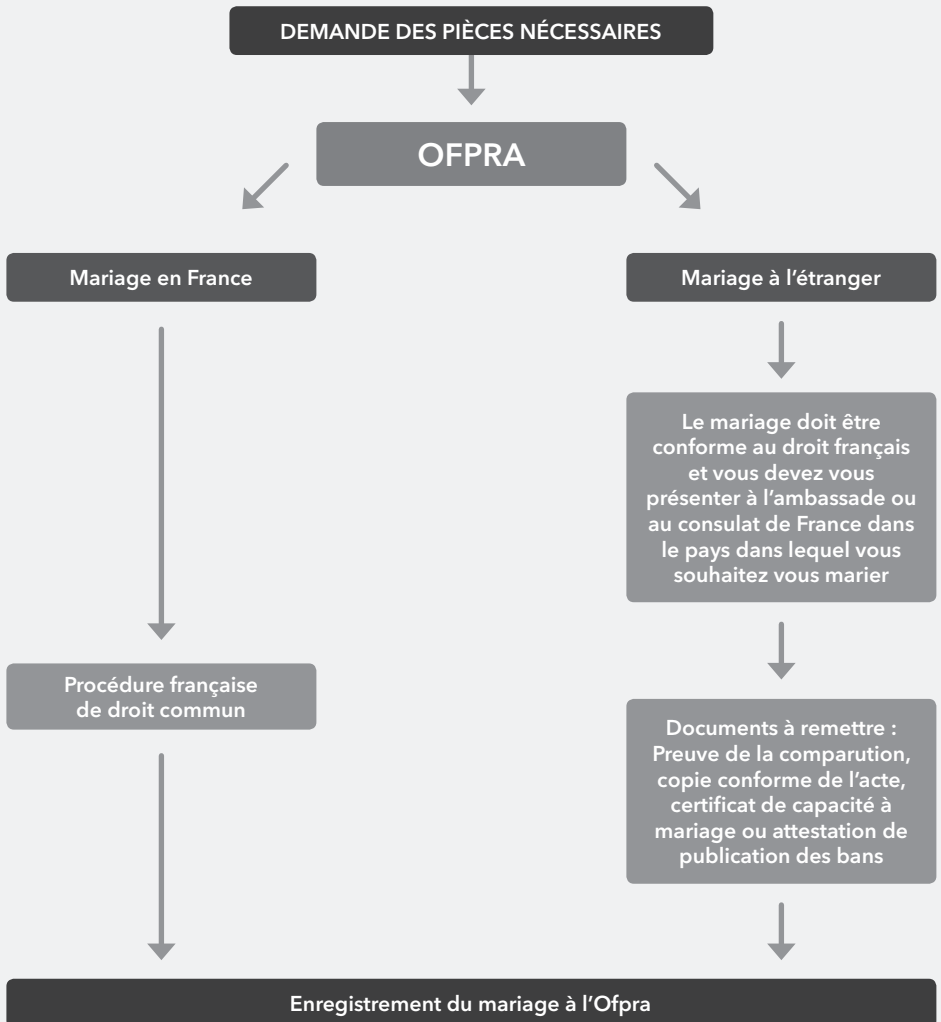 DEMANDE DES PIÈCES NÉCESSAIRES
OFPRA
Mariage en France
Mariage à l'étranger
Le mariage doit être
conforme au droit français
et vous devez vous
présenter à l'ambassade ou
au consulat de France dans
le pays dans lequel vous
souhaitez vous marier
Procédure française
de droit commun
Documents à remettre :
Preuve de la comparution,
copie conforme de l'acte,
certificat de capacité à
mariage ou attestation de
publication des bans
Enregistrement du mariage à l'Ofpra